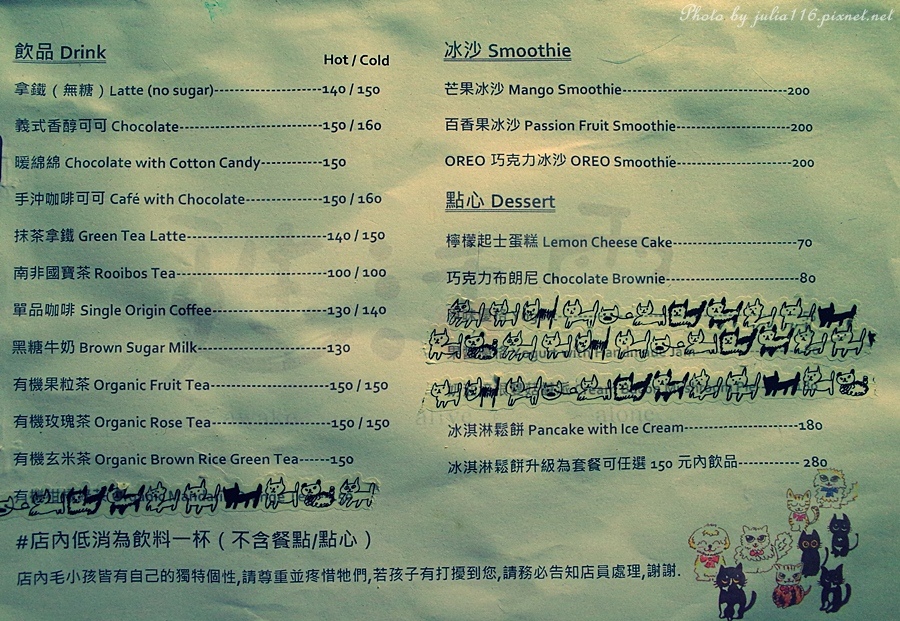 Photo by julia116.pixnet.net
飲品 Drink
Hot / Cold
拿鐵（無糖）Latte (no sugar)----------------------140 / 150
義式香醇可可 Chocolate-----------------------------150 / 160
暖綿綿 Chocolate with Cotton Candy-------------150
手沖咖啡可可 Café with Chocolate----------------150 / 160
抹茶拿鐵 Green Tea Latte-----------------------------140 / 150
南非國寶茶 Rooibos Tea-------------------------------100 / 100
單品咖啡 Single Origin Coffee------------------------130 / 140
黑糖牛奶 Brown Sugar Milk---------------------------130
有機果粒茶 Organic Fruit Tea-------------------------150 / 150
有機玫瑰茶 Organic Rose Tea-------------------------150 / 150
有機玄米茶 Organic Brown Rice Green Tea------150
#店內低消為飲料一杯（不含餐點/點心）
店內毛小孩皆有自己的獨特個性,請尊重並疼惜牠們,若孩子有打擾到您,請務必告知店員處理,謝謝.
冰沙 Smoothie
芒果冰沙 Mango Smoothie----------------------------------200
百香果冰沙 Passion Fruit Smoothie-----------------------200
OREO 巧克力冰沙 OREO Smoothie-----------------------200
點心 Dessert
檸檬起士蛋糕 Lemon Cheese Cake-------------------------70
巧克力布朗尼 Chocolate Brownie---------------------------80
冰淇淋鬆餅 Pancake with Ice Cream-----------------------180
冰淇淋鬆餅升級為套餐可任選 150 元內飲品------------ 280